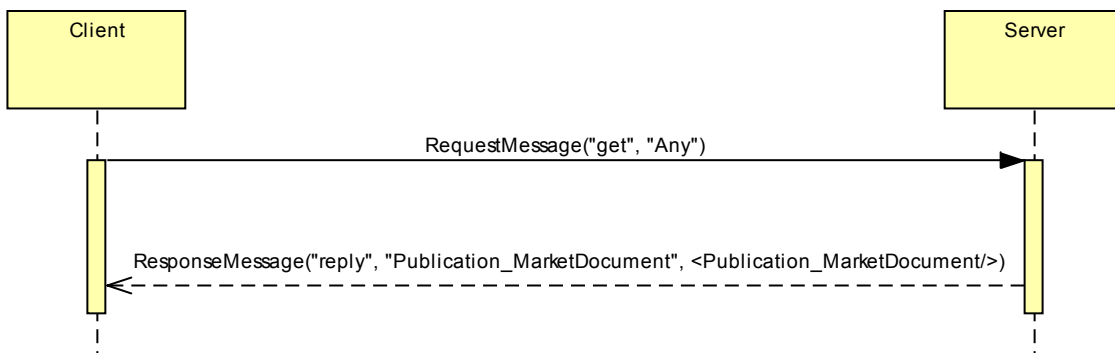 Client
Server
RequestMessage("get", "Any")
ResponseMessage("reply", "Publication_MarketDocument", <Publication_MarketDocument/>)